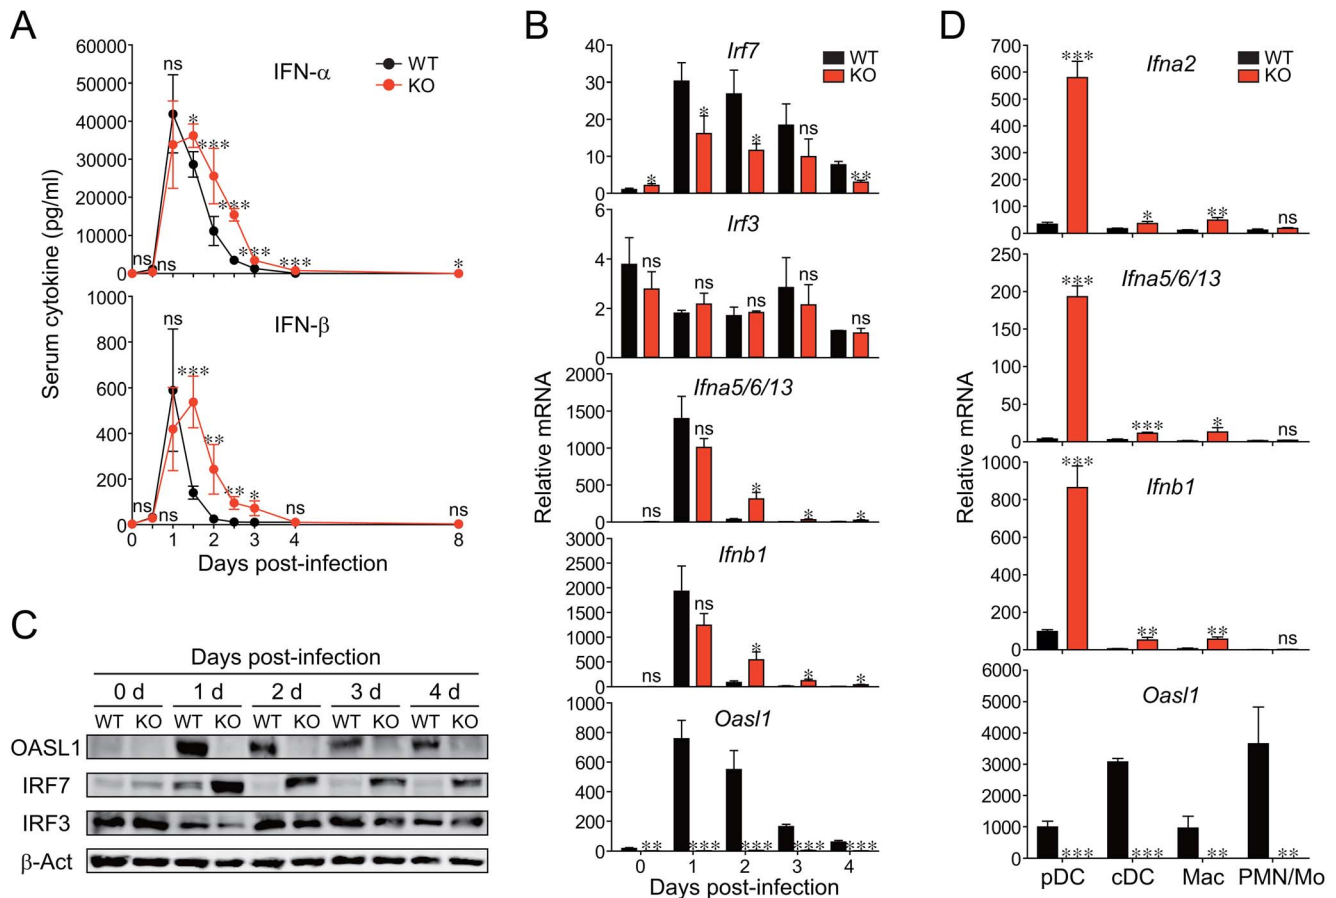 A
IFN-α
WT
KO
Serum cytokine (pg/ml)
60000
50000
40000
30000
20000
10000
0
ns
ns
ns
*
***
***
***
***
*
IFN-β
1000
800
600
400
200
0
ns
ns
ns
***
**
**
*
ns
ns
0 1 2 3 4 8
Days post-infection
B
Relative mRNA
Irf7
WT
KO
40
30
20
10
0
* * * ns **
Irf3
6
4
2
0
ns ns ns ns ns
Ifna5/6/13
2000
1500
1000
500
0
ns * * *
Ifnb1
3000
2500
2000
1500
1000
500
0
ns ns * * *
Oasl1
1000
800
600
400
200
0
** *** *** *** ***
0 1 2 3 4
Days post-infection
C
Days post-infection
0 d 1 d 2 d 3 d 4 d
WT KO WT KO WT KO WT KO WT KO
OASL1
IRF7
IRF3
β-Act
D
Relative mRNA
Ifna2
WT
KO
700
600
500
400
300
200
100
0
*** * ** ns
Ifna5/6/13
250
200
150
100
50
0
*** *** * ns
Ifnb1
1000
800
600
400
200
0
*** ** ** ns
Oasl1
6000
5000
4000
3000
2000
1000
0
*** *** ** **
pDC cDC Mac PMN/Mo